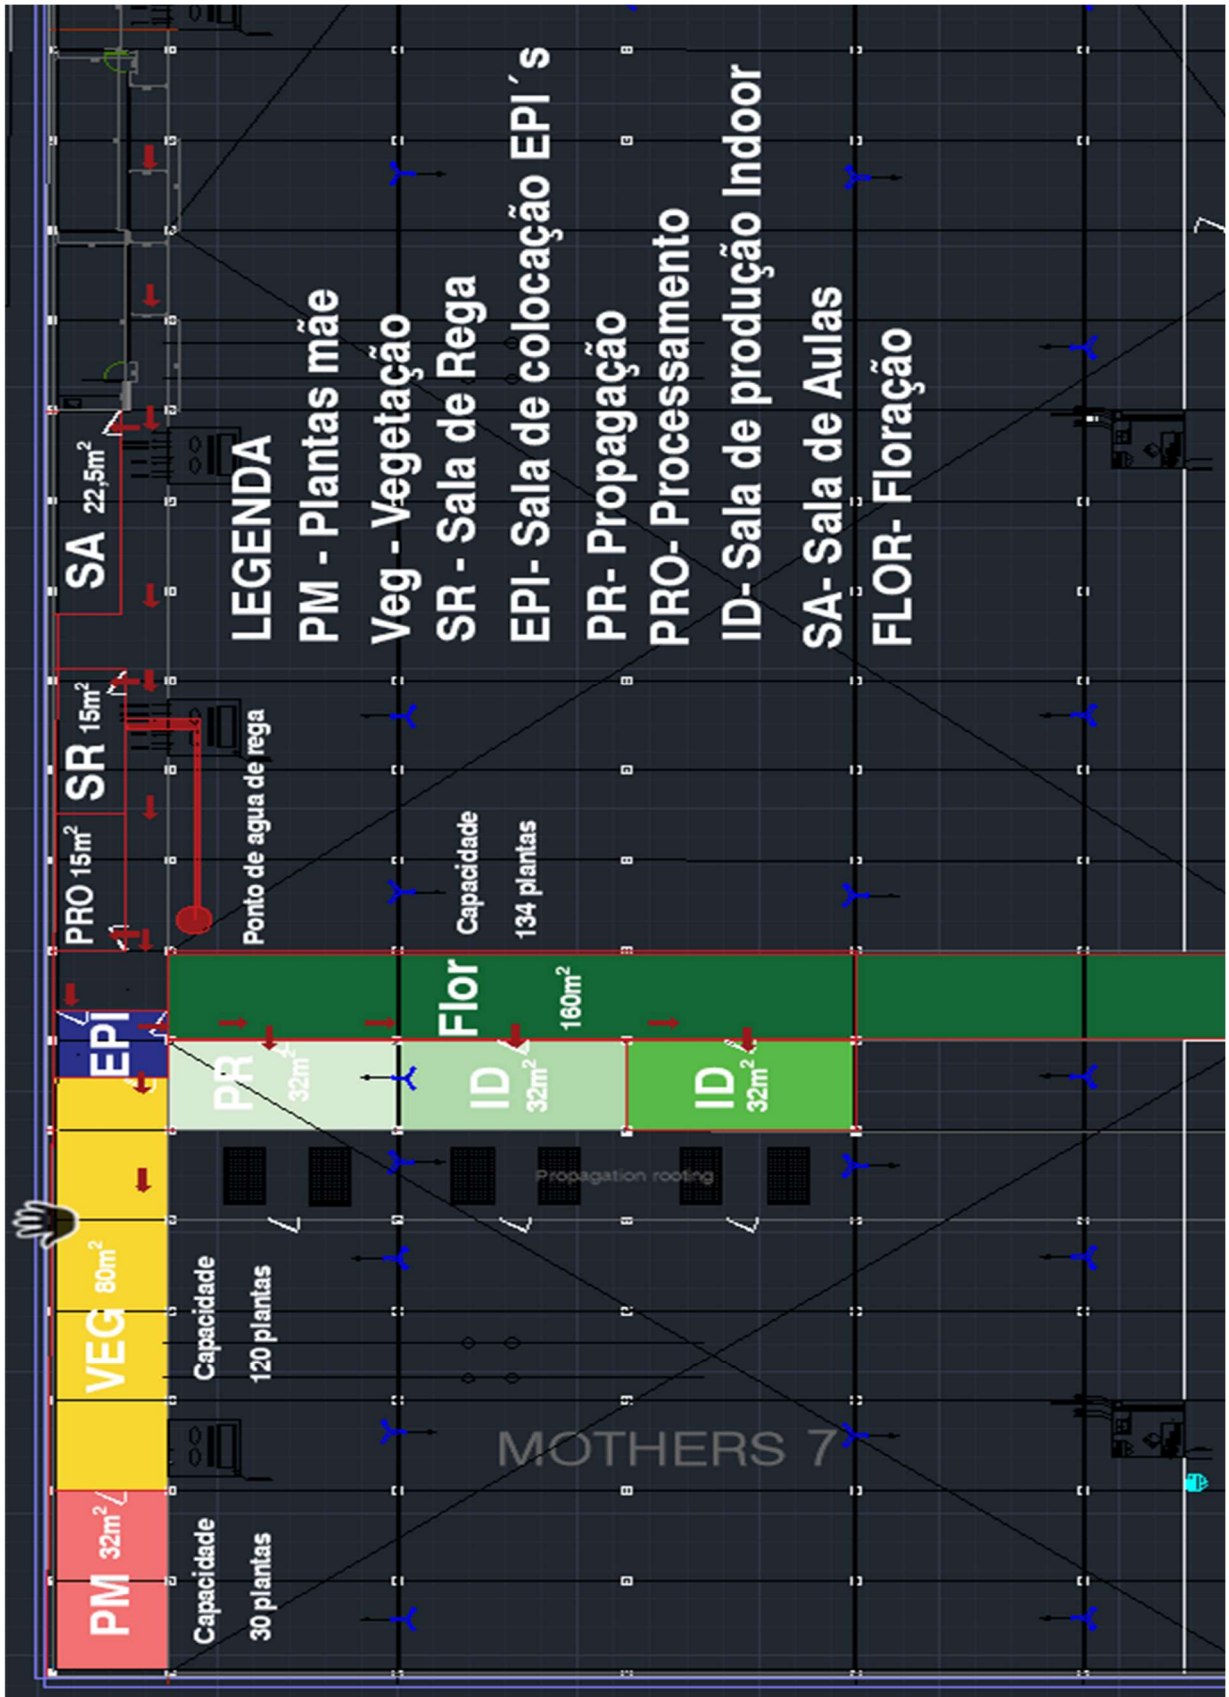 SA 22,5m²
SR 15m²
PRO 15m²
EPI
VEG 80m²
PM 32m²
LEGENDA
PM - Plantas mãe
Veg - Vegetação
SR - Sala de Rega
EPI- Sala de colocação EPI´s
PR- Propagação
PRO- Processamento
ID- Sala de produção Indoor
SA- Sala de Aulas
FLOR- Floração
Ponto de agua de rega
Capacidade
134 plantas
Flor
160m²
PR
32m²
ID
32m²
ID
32m²
Propagation rooting
Capacidade
120 plantas
MOTHERS 7
Capacidade
30 plantas